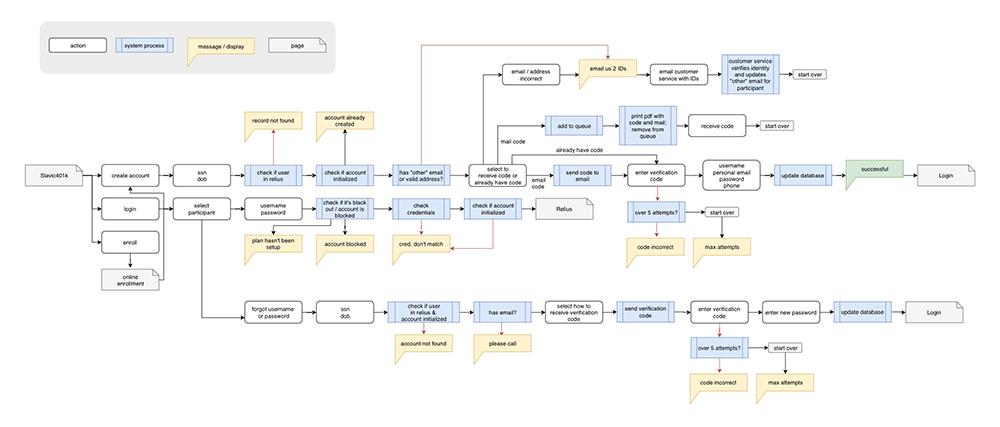 action
system process
message / display
page
email / address
incorrect
email us 2 IDs
email customer
service with IDs
customer service
verifies identity
and updates
"other" email for
participant
start over
record not found
account already
created
add to queue
print pdf with
code and mail;
remove from
queue
receive code
start over
mail code
already have code
Slavic401k
create account
ssn
dob
check if user
in relius
check if account
initialized
has "other" email
or valid address?
select to
receive code or
already have code
email
code
send code to
email
enter verification
code
username
personal email
password
phone
update database
successful
Login
login
select
participant
username
password
check if it's black
out / account is
blocked
check
credentials
check if account
initialized
Relius
over 5 attempts?
start over
enroll
plan hasn't been
setup
account blocked
cred. don't match
code incorrect
max attempts
online
enrollment
forgot username
or password
ssn
dob
check if user
in relius &
account initialized
has email?
select how to
receive verification
code
send verification
code
enter verification
code
enter new password
update database
Login
account not found
please call
over 5 attempts?
start over
code incorrect
max attempts